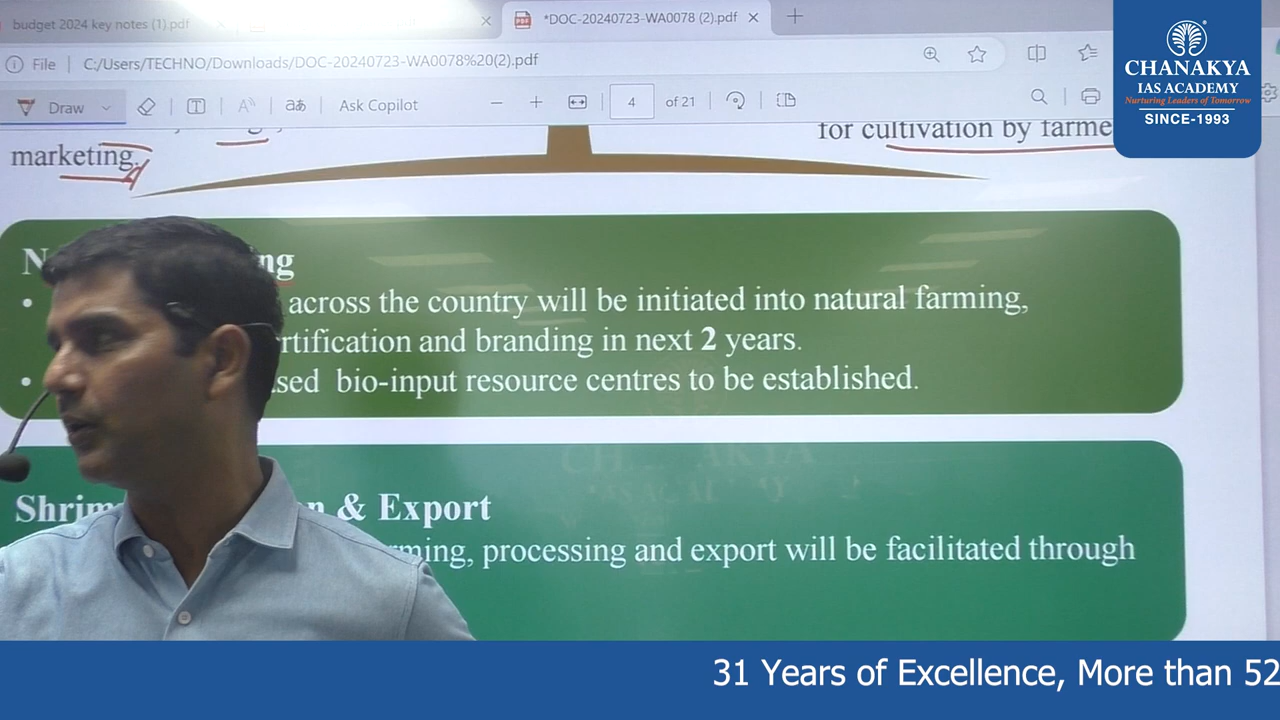 budget 2024 key notes (1).pdf
*DOC-20240723-WA0078 (2).pdf
File | C:/Users/TECHNO/Downloads/DOC-20240723-WA0078%20(2).pdf
Draw
Ask Copilot
4 of 21
CHANAKYA
IAS ACADEMY
Nurturing Leaders of Tomorrow
SINCE-1993
for cultivation by farme
marketing,
N ng
• across the country will be initiated into natural farming,
rtification and branding in next 2 years.
• sed bio-input resource centres to be established.
Shrim n & Export
rming, processing and export will be facilitated through
31 Years of Excellence, More than 52